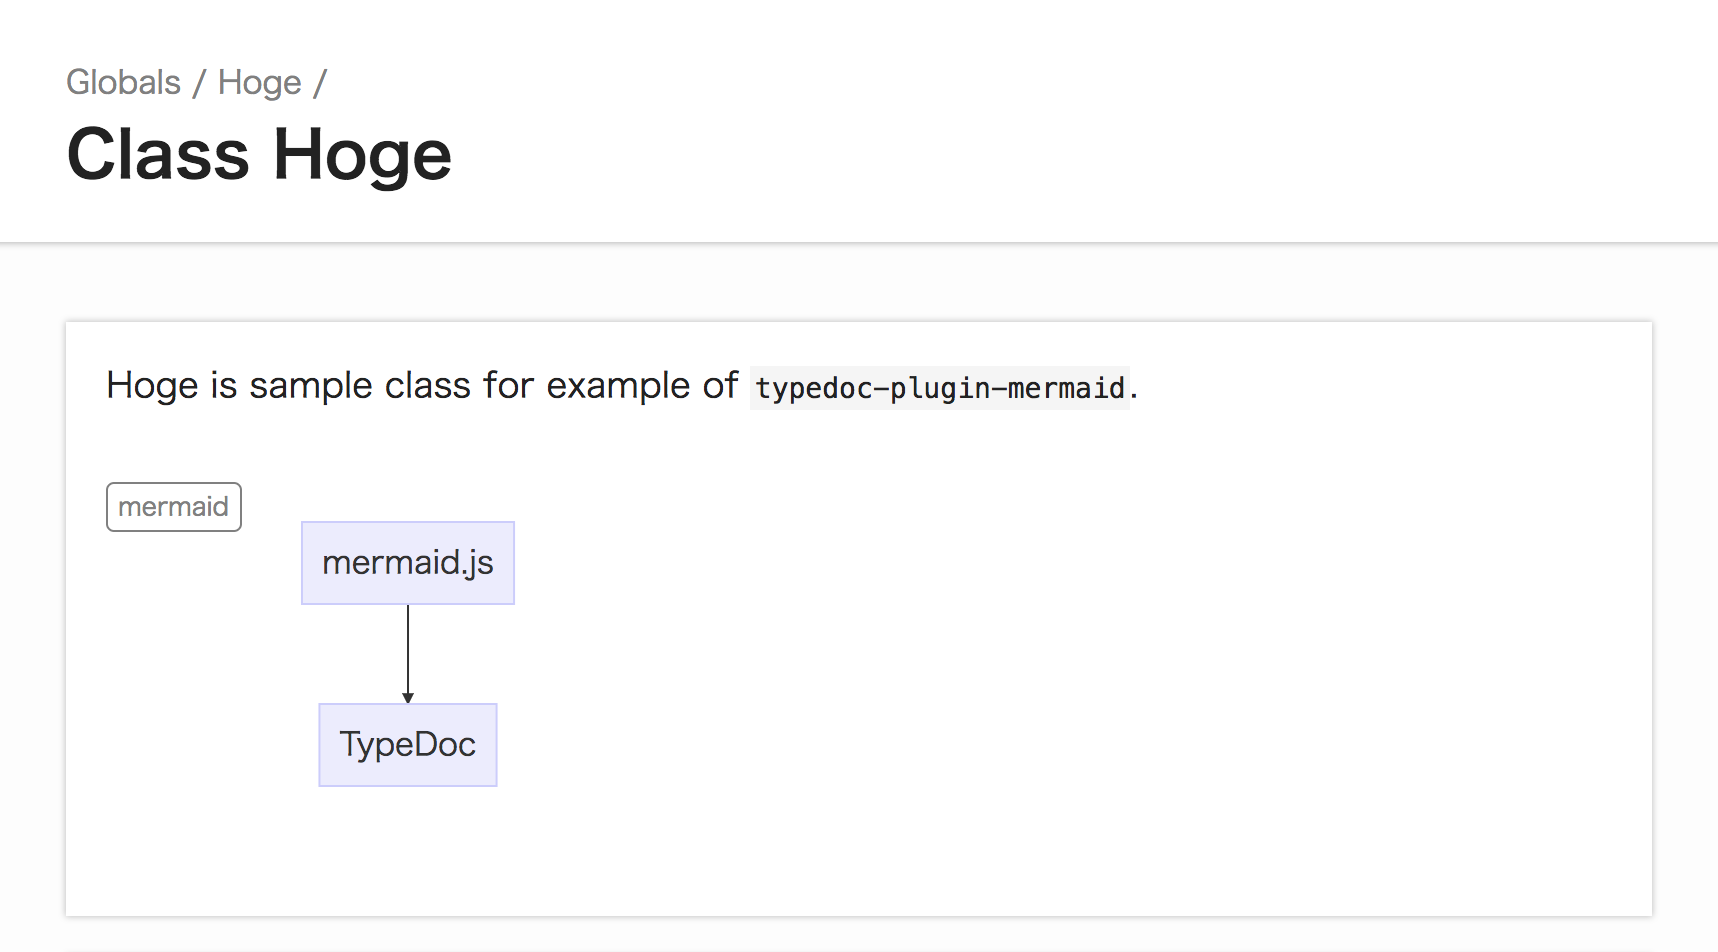 Globals / Hoge /
Class Hoge
Hoge is sample class for example of typedoc-plugin-mermaid.
mermaid
mermaid.js
TypeDoc